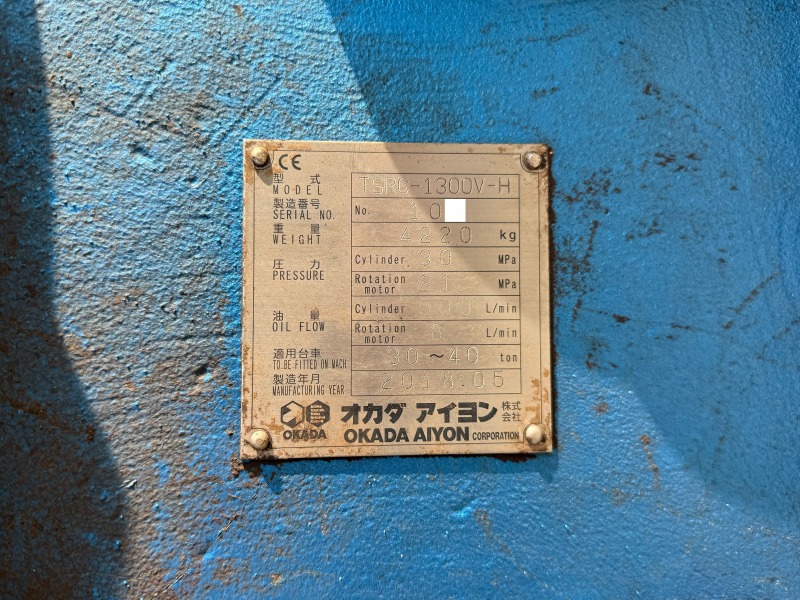 CE
型式 MODEL TSRC-1300V-H
製造番号 SERIAL NO. No. 10
重量 WEIGHT 4220 kg
圧力 PRESSURE Cylinder 30 MPa
Rotation motor 21 MPa
油量 OIL FLOW Cylinder L/min
Rotation motor L/min
適用台車 TO BE FITTED ON MACH 30～40 ton
製造年月 MANUFACTURING YEAR 2018.05
OKADA オカダ アイヨン 株式会社
OKADA AIYON CORPORATION